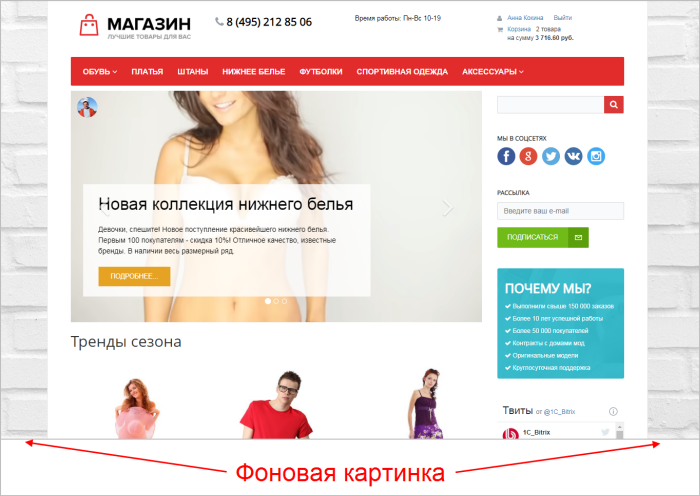 МАГАЗИН
ЛУЧШИЕ ТОВАРЫ ДЛЯ ВАС
8 (495) 212 85 06
Время работы: Пн-Вс 10-19
Анна Кохина Выйти
Корзина 2 товара
на сумму 3 716.60 руб.
ОБУВЬ ПЛАТЬЯ ШТАНЫ НИЖНЕЕ БЕЛЬЕ ФУТБОЛКИ СПОРТИВНАЯ ОДЕЖДА АКСЕССУАРЫ
Новая коллекция нижнего белья
Девочки, спешите! Новое поступление красивейшего нижнего белья.
Первым 100 покупателям - скидка 10%! Отличное качество, известные
бренды. В наличии весь размерный ряд.
ПОДРОБНЕЕ...
МЫ В СОЦСЕТЯХ
РАССЫЛКА
Введите ваш e-mail
ПОДПИСАТЬСЯ
ПОЧЕМУ МЫ?
Выполнили свыше 150 000 заказов
Более 10 лет успешной работы
Более 50 000 покупателей
Контракты с домами мод
Оригинальные модели
Круглосуточная поддержка
Тренды сезона
Твиты от @1C_Bitrix
1C_Bitrix
Фоновая картинка